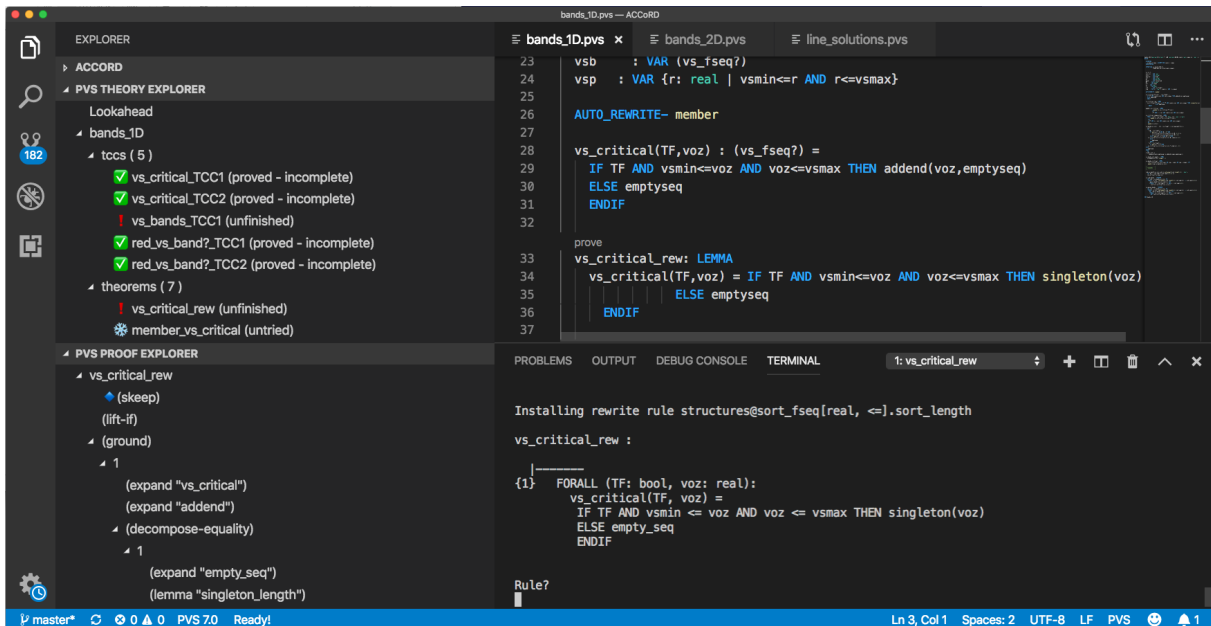 bands_1D.pvs — ACCoRD
EXPLORER
ACCORD
PVS THEORY EXPLORER
Lookahead
bands_1D
tccs ( 5 )
vs_critical_TCC1 (proved - incomplete)
vs_critical_TCC2 (proved - incomplete)
vs_bands_TCC1 (unfinished)
red_vs_band?_TCC1 (proved - incomplete)
red_vs_band?_TCC2 (proved - incomplete)
theorems ( 7 )
vs_critical_rew (unfinished)
member_vs_critical (untried)
182
PVS PROOF EXPLORER
vs_critical_rew
(skeep)
(lift-if)
(ground)
1
(expand "vs_critical")
(expand "addend")
(decompose-equality)
1
(expand "empty_seq")
(lemma "singleton_length")
bands_1D.pvs × bands_2D.pvs line_solutions.pvs
23 vsb : VAR (vs_fseq?)
24 vsp : VAR {r: real | vsmin<=r AND r<=vsmax}
25
26 AUTO_REWRITE- member
27
28 vs_critical(TF,voz) : (vs_fseq?) =
29 IF TF AND vsmin<=voz AND voz<=vsmax THEN addend(voz,emptyseq)
30 ELSE emptyseq
31 ENDIF
32
prove
33 vs_critical_rew: LEMMA
34 vs_critical(TF,voz) = IF TF AND vsmin<=voz AND voz<=vsmax THEN singleton(voz)
35 ELSE emptyseq
36 ENDIF
37
PROBLEMS OUTPUT DEBUG CONSOLE TERMINAL 1: vs_critical_rew
Installing rewrite rule structures@sort_fseq[real, <=].sort_length
vs_critical_rew :
|-------
{1} FORALL (TF: bool, voz: real):
vs_critical(TF, voz) =
IF TF AND vsmin <= voz AND voz <= vsmax THEN singleton(voz)
ELSE empty_seq
ENDIF
Rule?
master* 0 0 PVS 7.0 Ready! Ln 3, Col 1 Spaces: 2 UTF-8 LF PVS 1